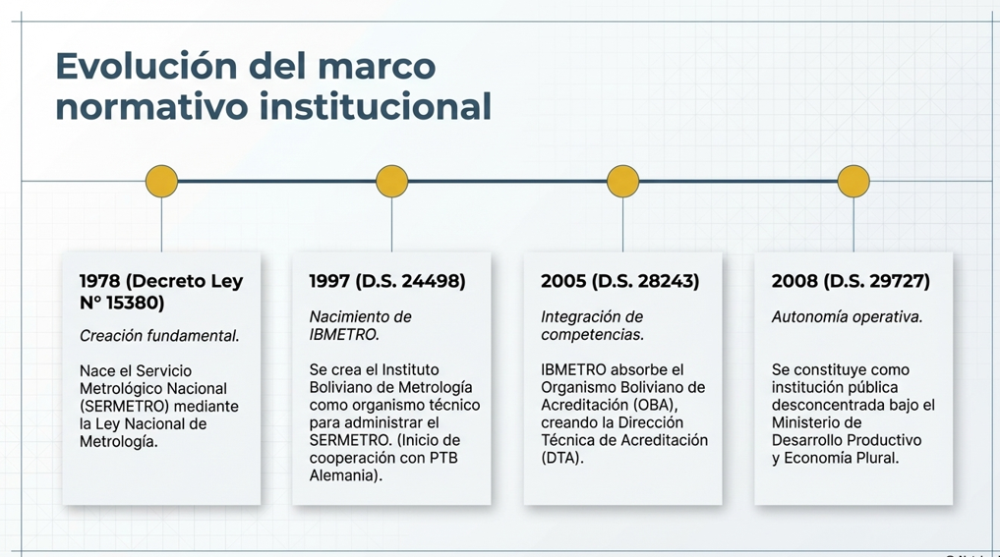 Evolución del marco
normativo institucional
1978 (Decreto Ley
Nº 15380)
Creación fundamental.
Nace el Servicio
Metrológico Nacional
(SERMETRO) mediante
la Ley Nacional de
Metrología.
1997 (D.S. 24498)
Nacimiento de
IBMETRO.
Se crea el Instituto
Boliviano de Metrología
como organismo técnico
para administrar el
SERMETRO. (Inicio de
cooperación con PTB
Alemania).
2005 (D.S. 28243)
Integración de
competencias.
IBMETRO absorbe el
Organismo Boliviano de
Acreditación (OBA),
creando la Dirección
Técnica de Acreditación
(DTA).
2008 (D.S. 29727)
Autonomía operativa.
Se constituye como
institución pública
desconcentrada bajo el
Ministerio de
Desarrollo Productivo
y Economía Plural.